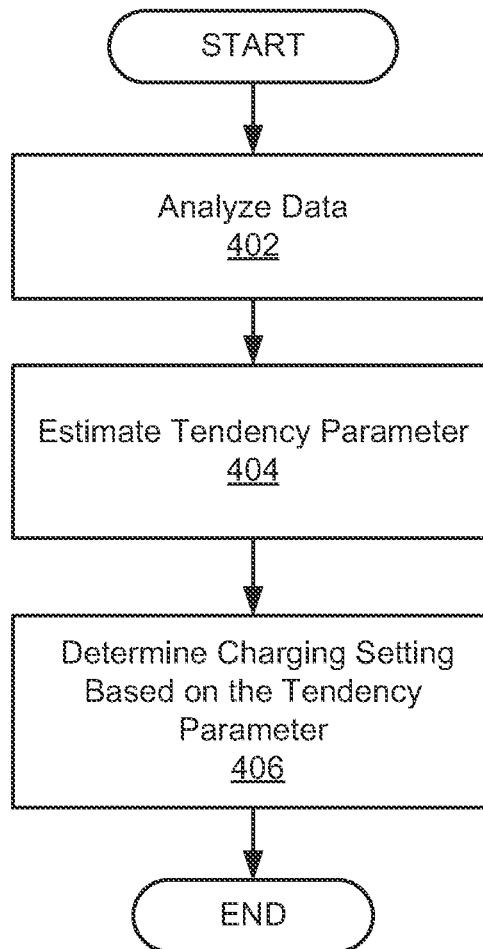 START
Analyze Data
402
Estimate Tendency Parameter
404
Determine Charging Setting
Based on the Tendency
Parameter
406
END